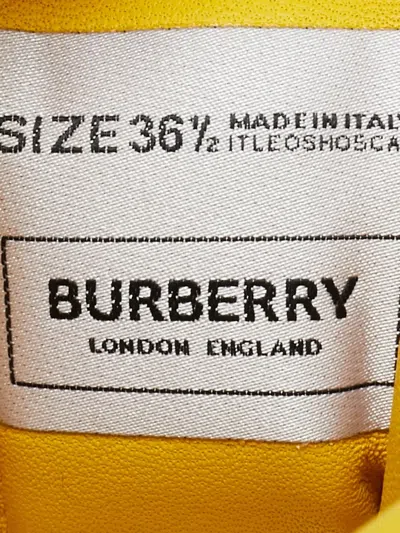 SIZE 36½ MADE IN ITALY
ITLEOSHOSCA
BURBERRY
LONDON ENGLAND